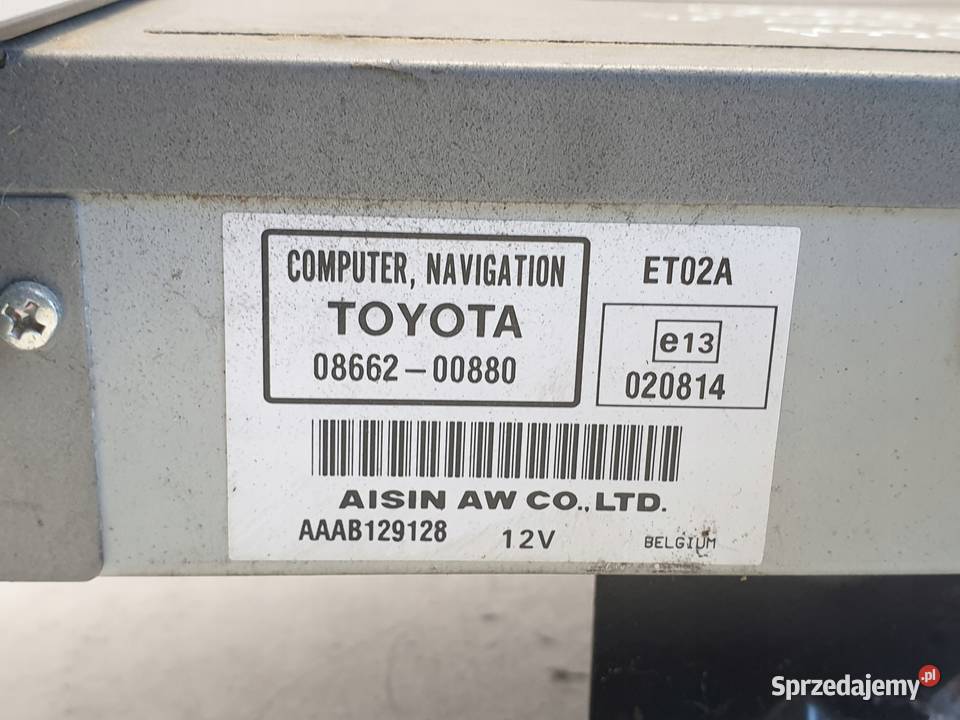 COMPUTER, NAVIGATION
TOYOTA
08662-00880
ET02A
e13
020814
AISIN AW CO., LTD.
AAAB129128
12V
BELGIUM
Sprzedajemy.pl